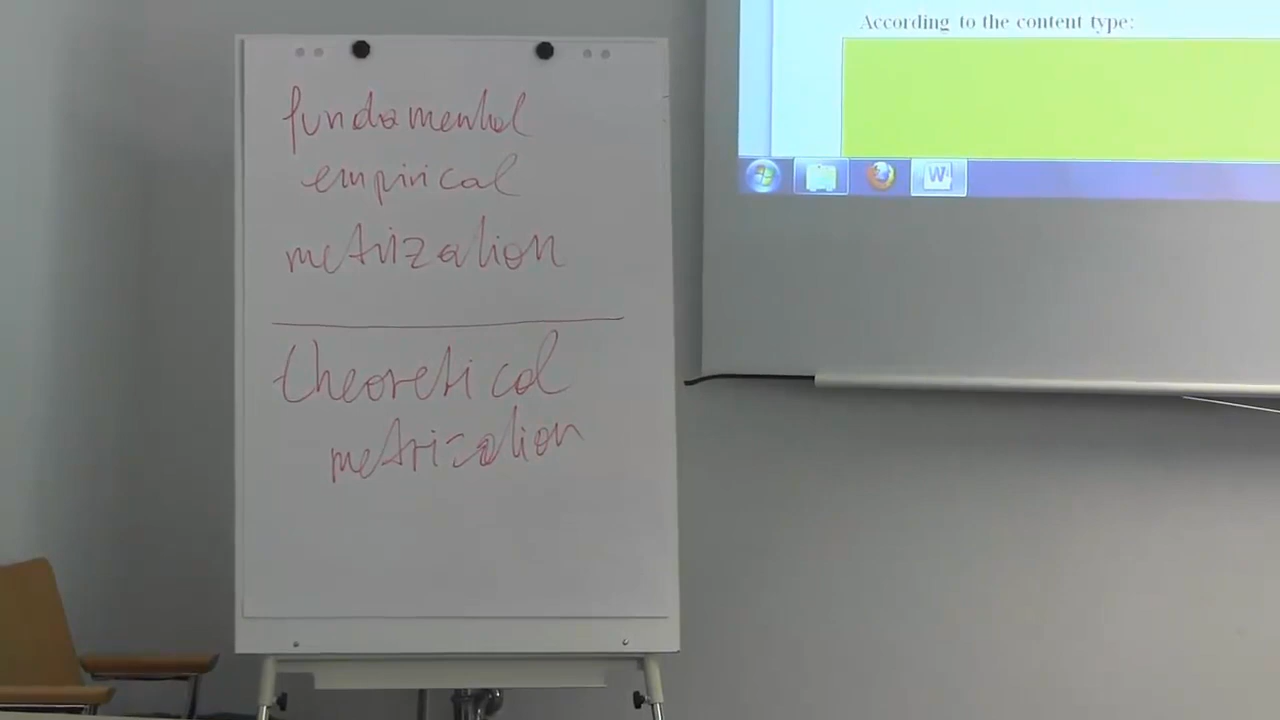 fundamental
empirical
metrization
theoretical
metrization
According to the content type:
W